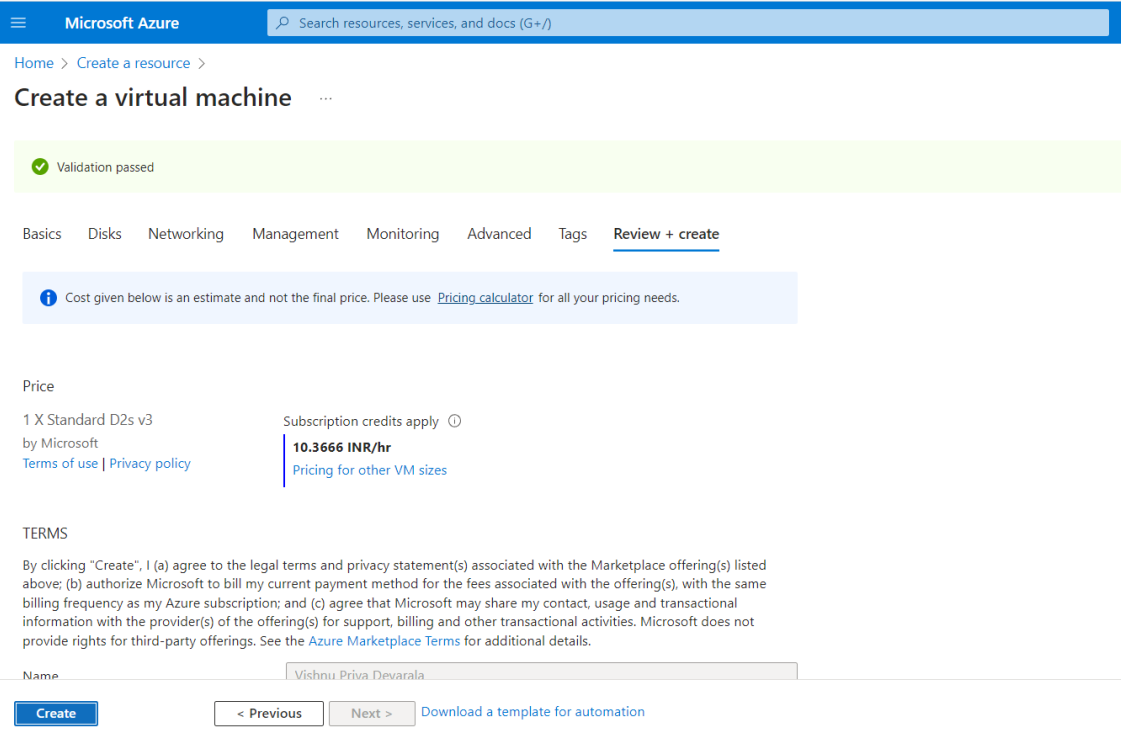 Microsoft Azure
Search resources, services, and docs (G+/)
Home > Create a resource >
Create a virtual machine ...
Validation passed
Basics Disks Networking Management Monitoring Advanced Tags Review + create
Cost given below is an estimate and not the final price. Please use Pricing calculator for all your pricing needs.
Price
1 X Standard D2s v3
by Microsoft
Terms of use | Privacy policy
Subscription credits apply
10.3666 INR/hr
Pricing for other VM sizes
TERMS
By clicking "Create", I (a) agree to the legal terms and privacy statement(s) associated with the Marketplace offering(s) listed
above; (b) authorize Microsoft to bill my current payment method for the fees associated with the offering(s), with the same
billing frequency as my Azure subscription; and (c) agree that Microsoft may share my contact, usage and transactional
information with the provider(s) of the offering(s) for support, billing and other transactional activities. Microsoft does not
provide rights for third-party offerings. See the Azure Marketplace Terms for additional details.
Name Vishnu Priya Devarala
Create < Previous Next > Download a template for automation